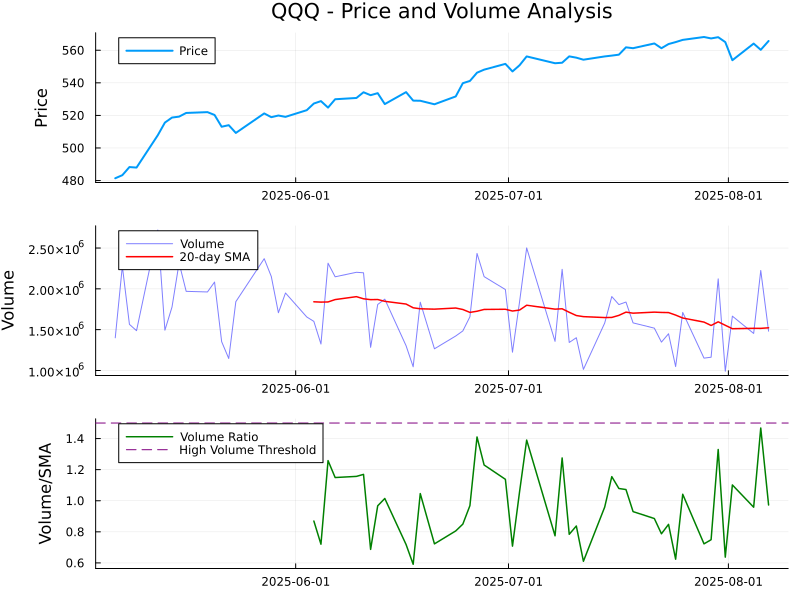 QQQ - Price and Volume Analysis
Price
560
540
520
500
480
Price
2025-06-01 2025-07-01 2025-08-01
Volume
20-day SMA
2.50×10⁶
2.00×10⁶
1.50×10⁶
1.00×10⁶
Volume
2025-06-01 2025-07-01 2025-08-01
Volume Ratio
High Volume Threshold
1.4
1.2
1.0
0.8
0.6
Volume/SMA
2025-06-01 2025-07-01 2025-08-01